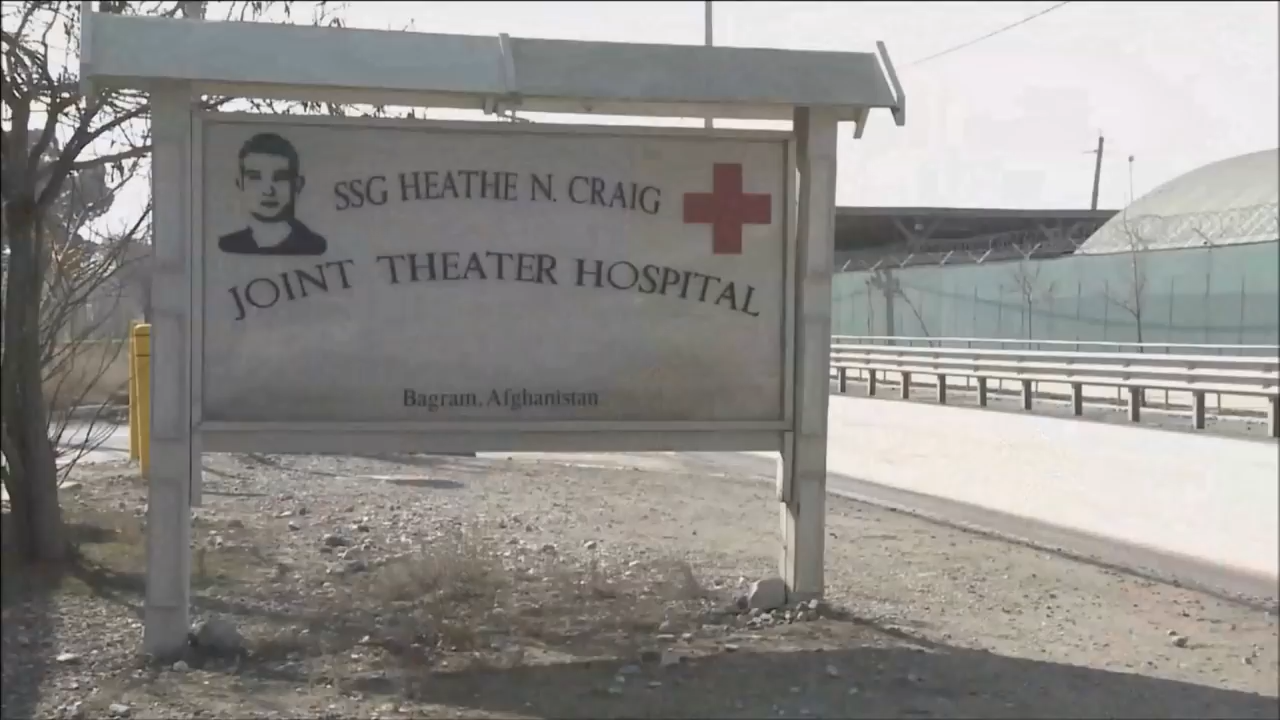 SSG HEATHE N. CRAIG
JOINT THEATER HOSPITAL
Bagram, Afghanistan